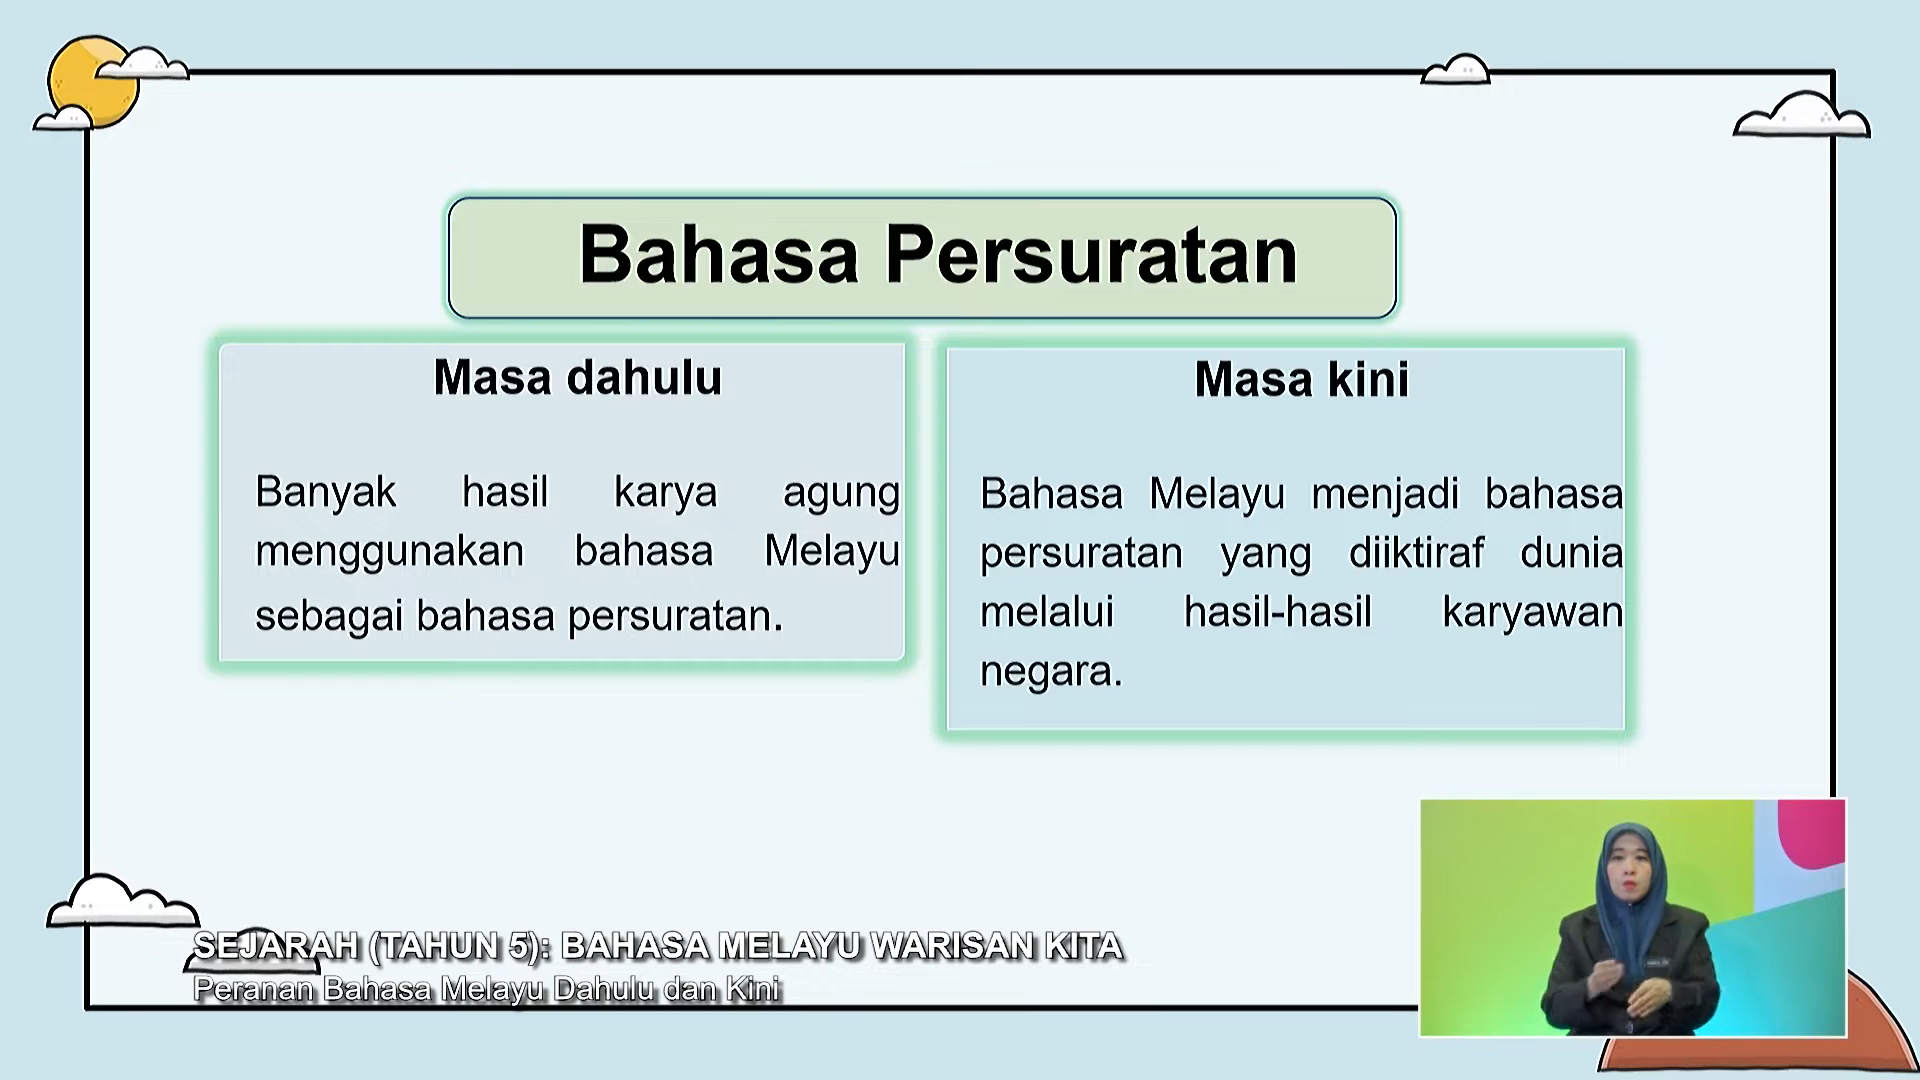 Bahasa Persuratan
Masa dahulu
Banyak hasil karya agung
menggunakan bahasa Melayu
sebagai bahasa persuratan.
Masa kini
Bahasa Melayu menjadi bahasa
persuratan yang diiktiraf dunia
melalui hasil-hasil karyawan
negara.
SEJARAH (TAHUN 5): BAHASA MELAYU WARISAN KITA
Peranan Bahasa Melayu Dahulu dan Kini